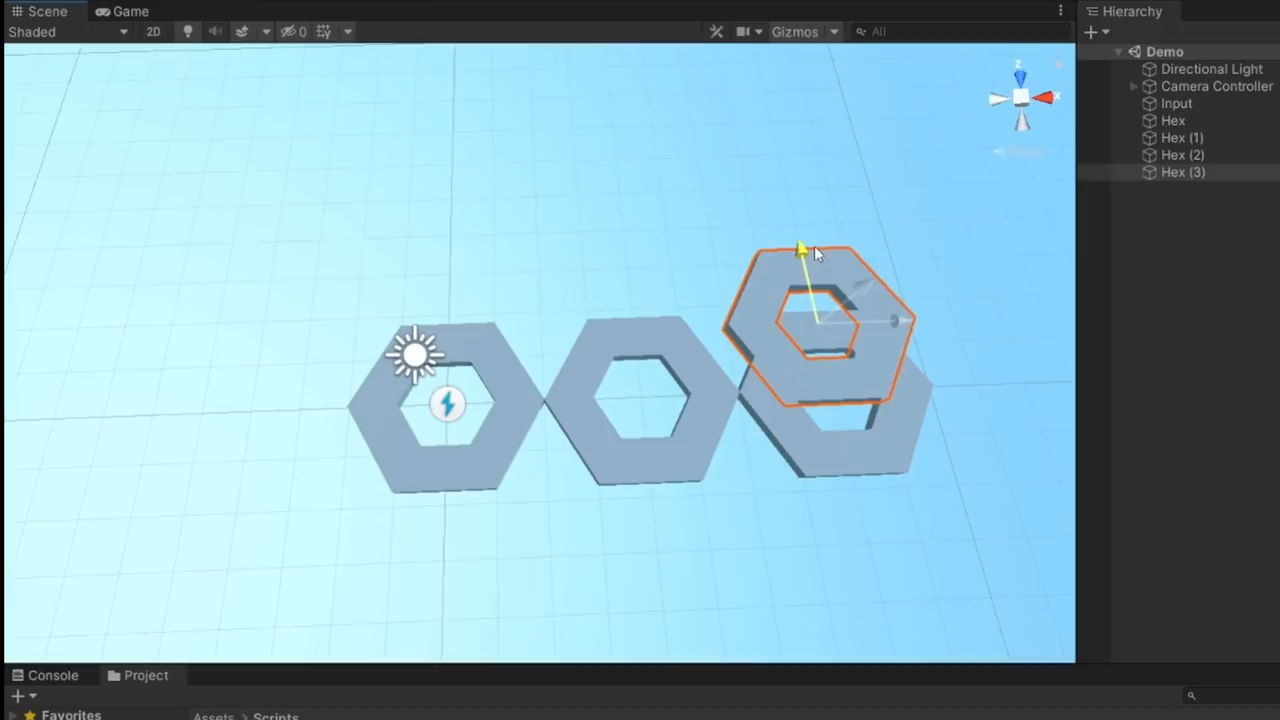 Scene Game
Shaded 2D 0 Gizmos All
z
x
Hierarchy
Demo
Directional Light
Camera Controller
Input
Hex
Hex (1)
Hex (2)
Hex (3)
Console Project
Favorites Assets > Scripts